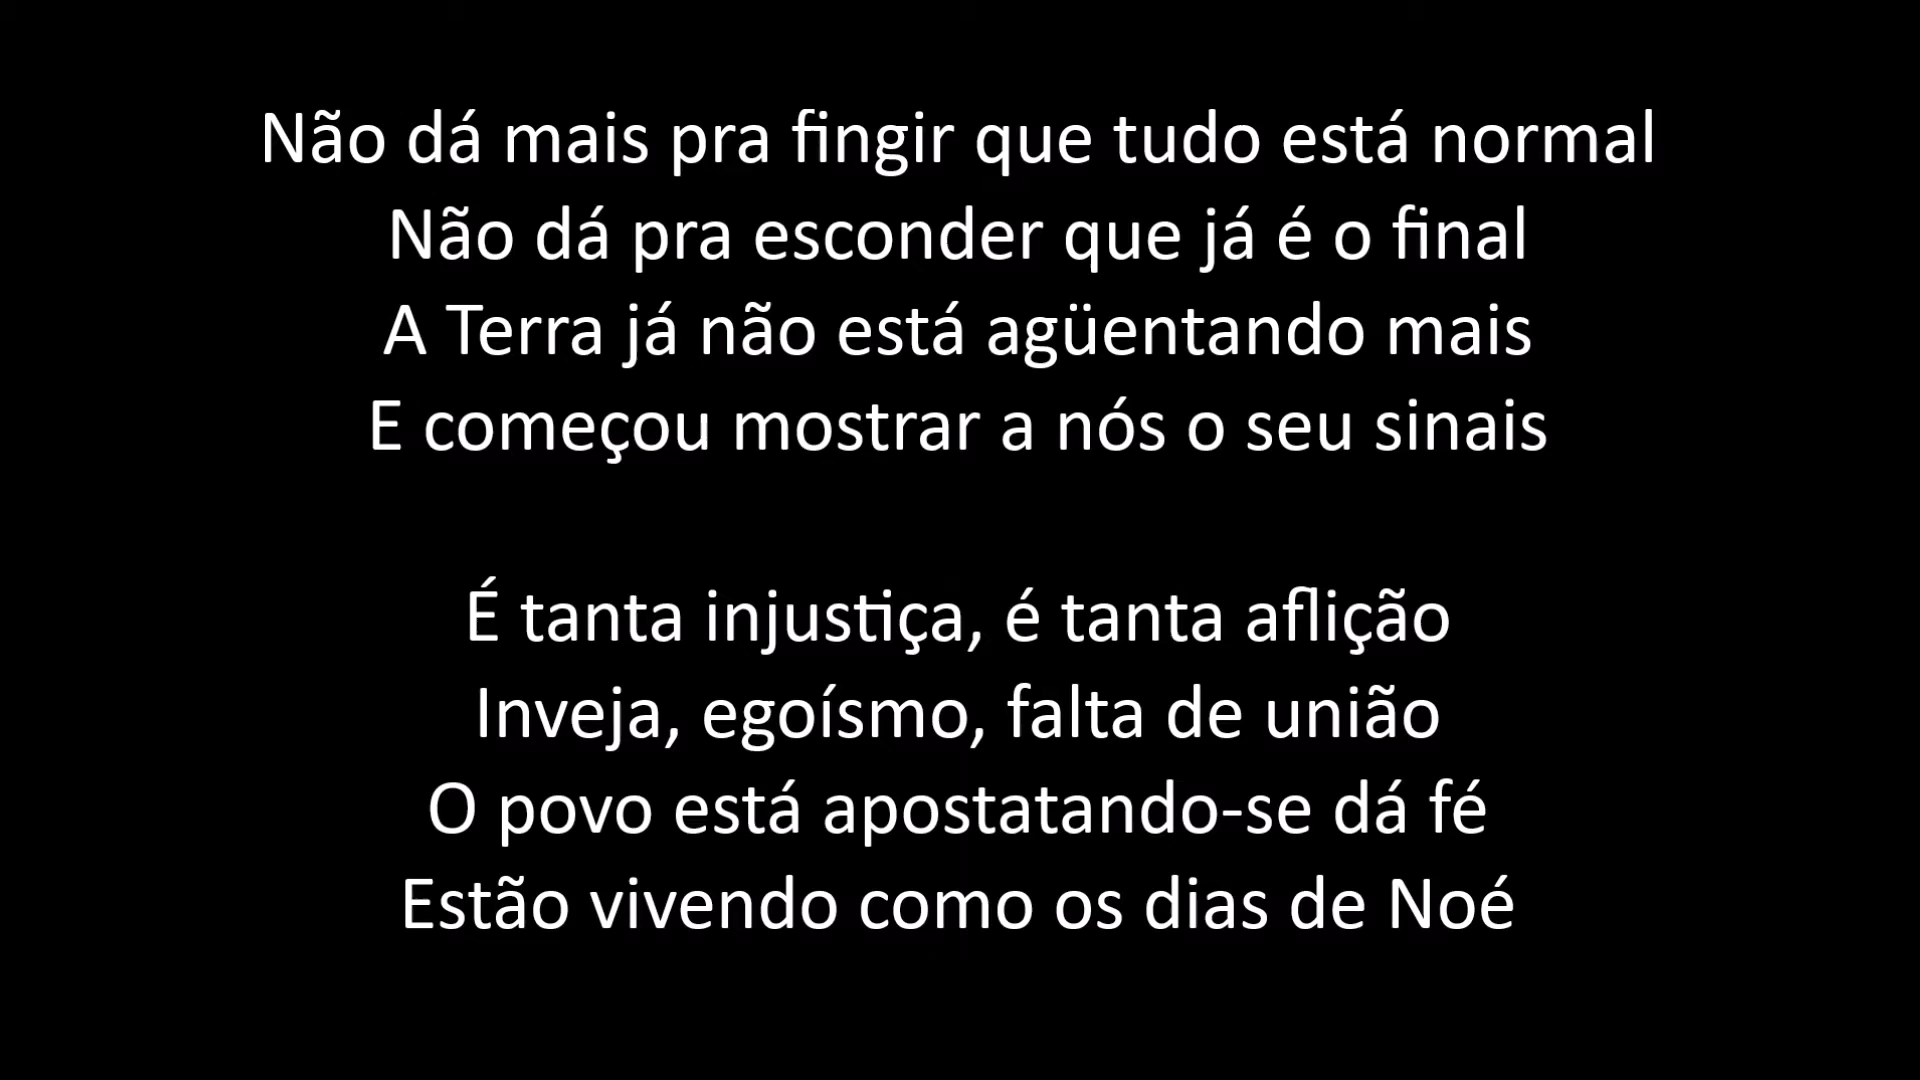 Não dá mais pra fingir que tudo está normal
Não dá pra esconder que já é o final
A Terra já não está agüentando mais
E começou mostrar a nós o seu sinais
É tanta injustiça, é tanta aflição
Inveja, egoísmo, falta de união
O povo está apostatando-se dá fé
Estão vivendo como os dias de Noé